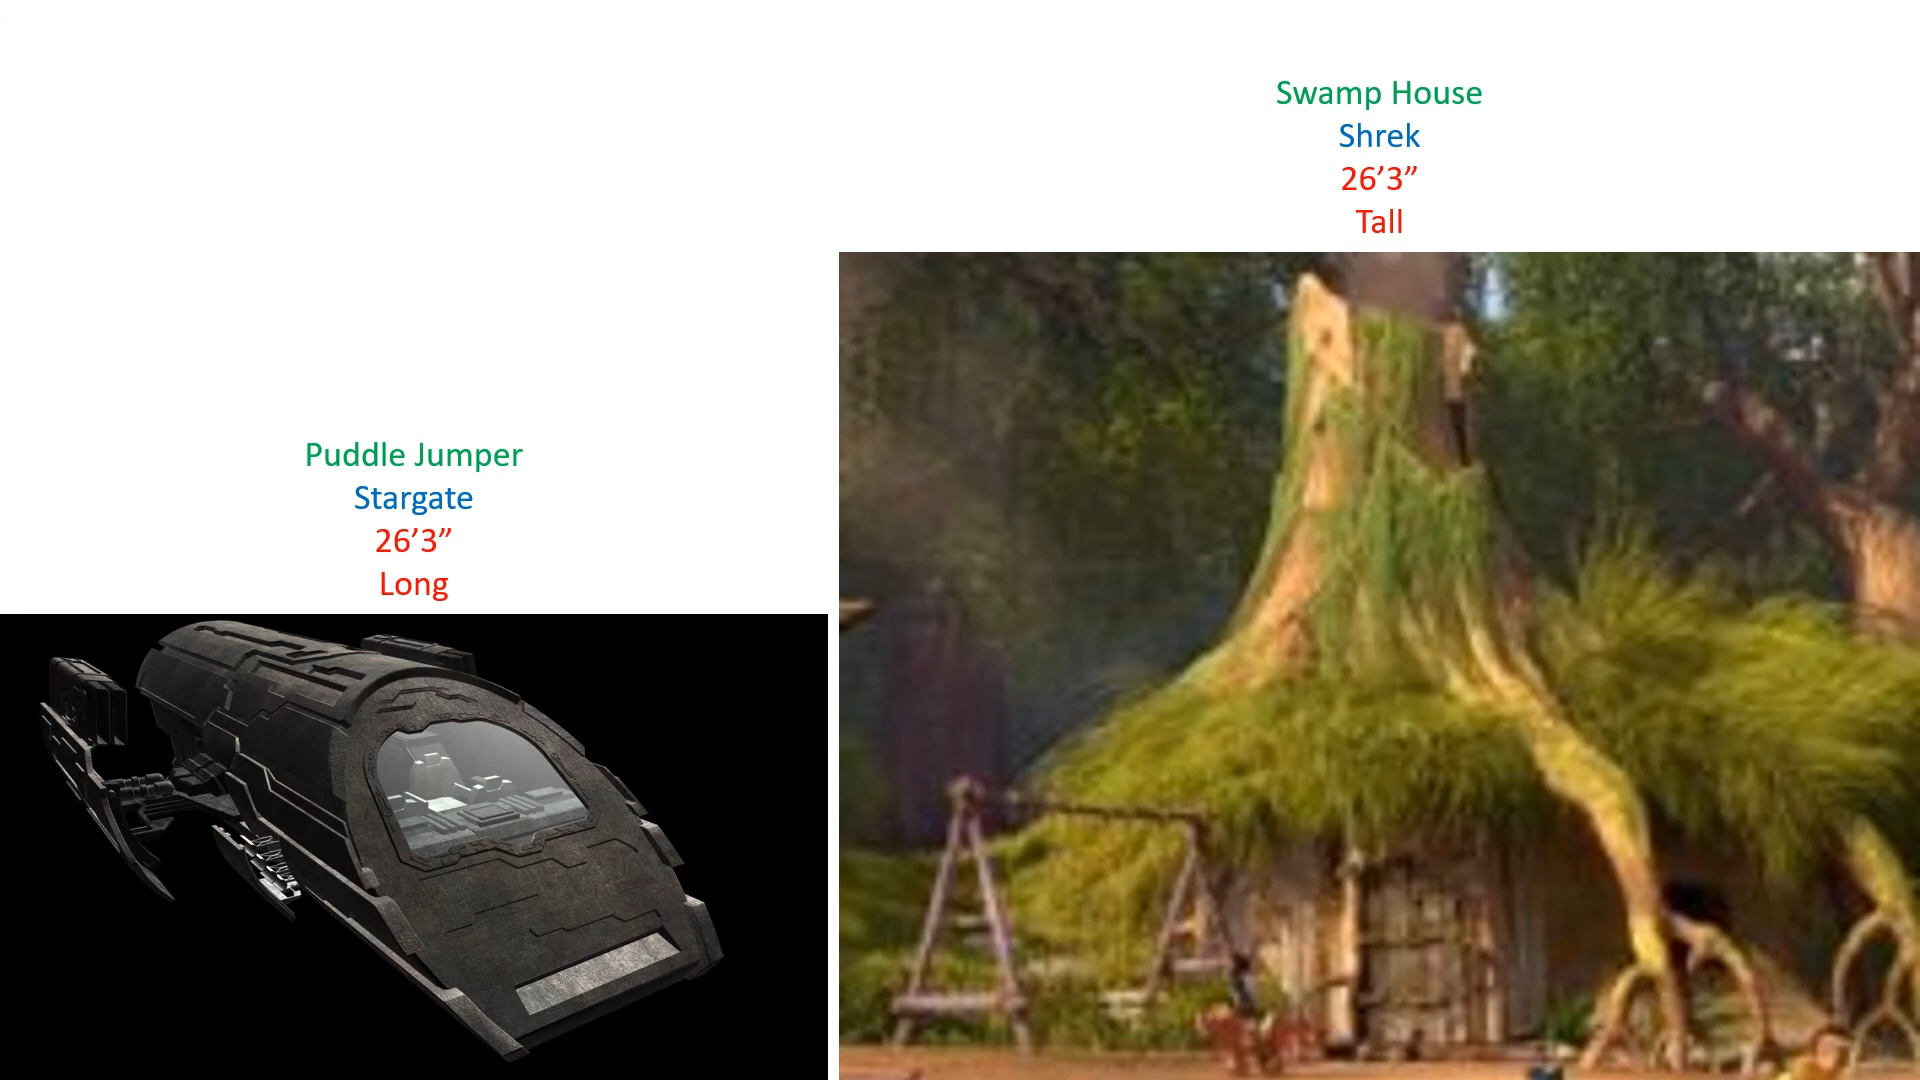 Puddle Jumper
Stargate
26’3”
Long
Swamp House
Shrek
26’3”
Tall